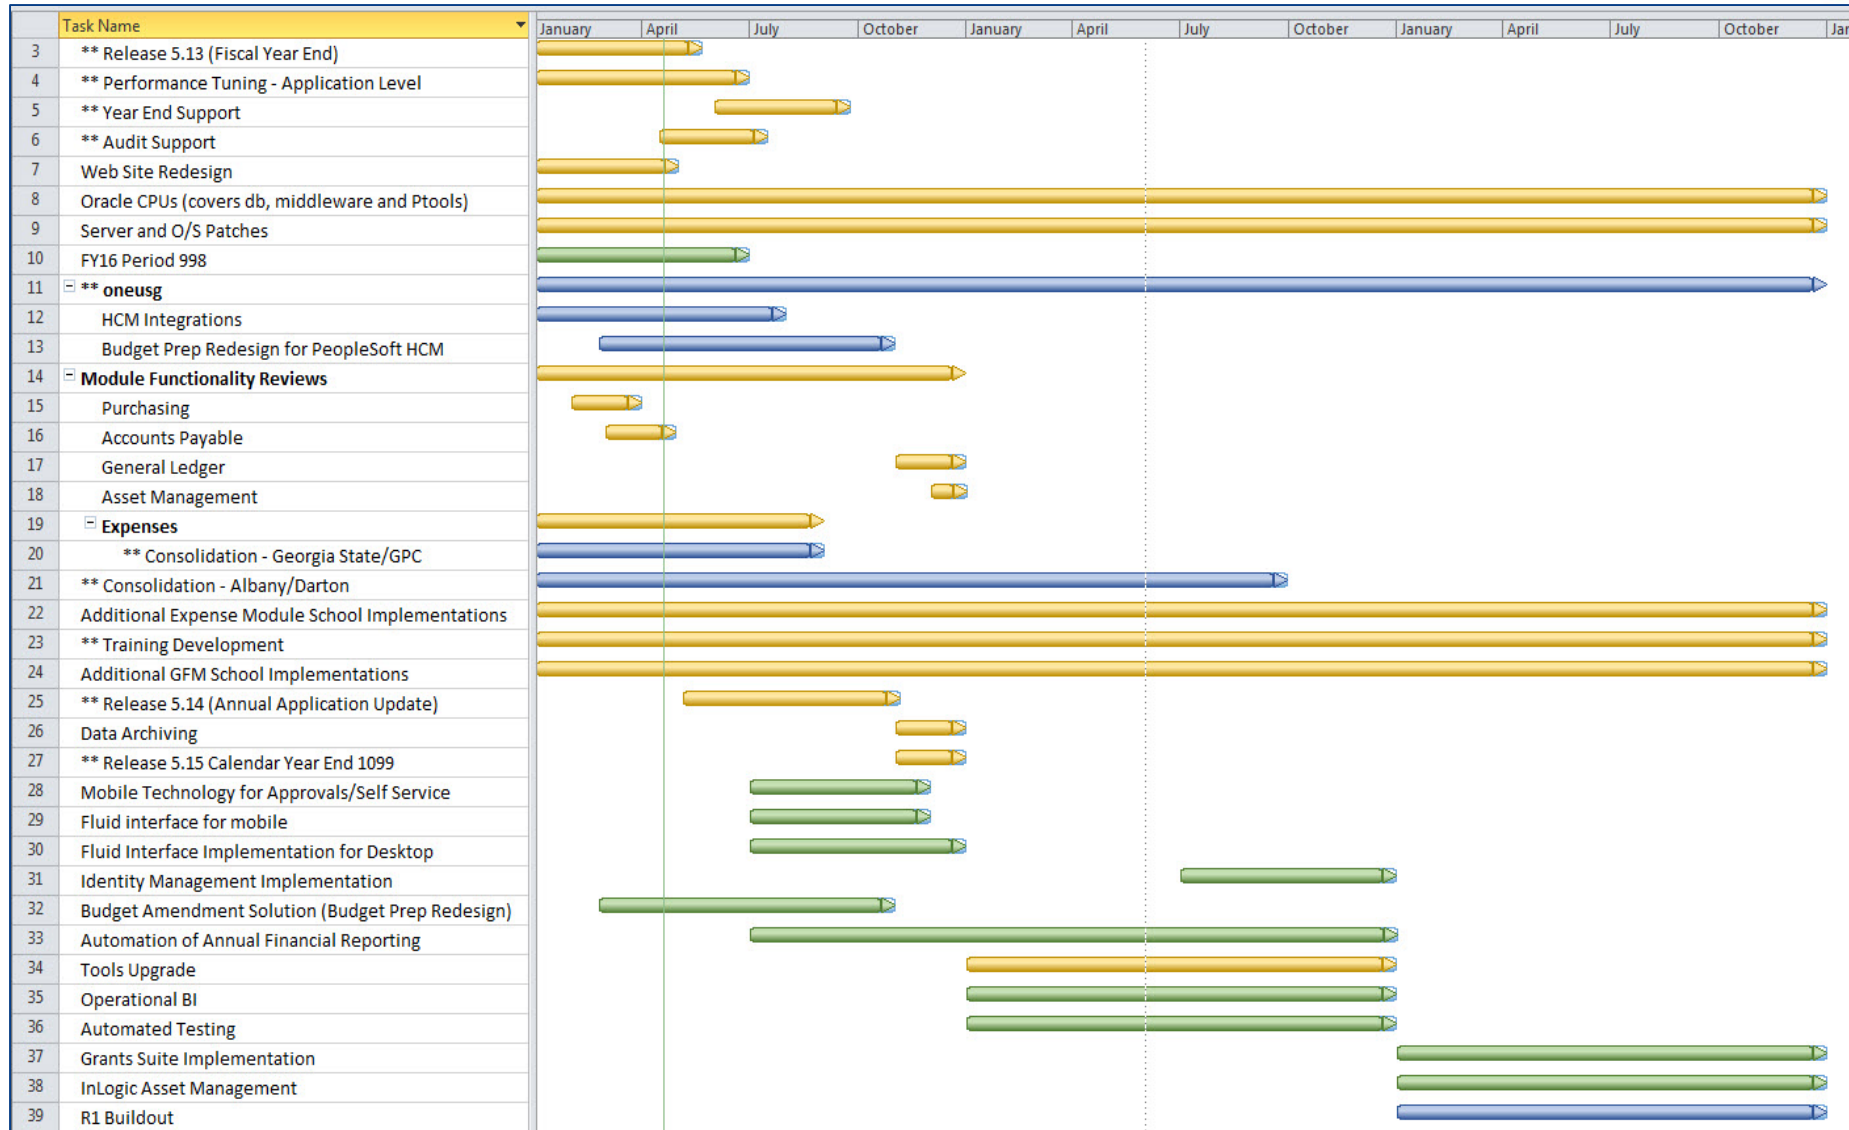 Task Name
January April July October January April July October January April July October Jan
3 ** Release 5.13 (Fiscal Year End)
4 ** Performance Tuning - Application Level
5 ** Year End Support
6 ** Audit Support
7 Web Site Redesign
8 Oracle CPUs (covers db, middleware and Ptools)
9 Server and O/S Patches
10 FY16 Period 998
11 ** oneusg
12 HCM Integrations
13 Budget Prep Redesign for PeopleSoft HCM
14 Module Functionality Reviews
15 Purchasing
16 Accounts Payable
17 General Ledger
18 Asset Management
19 Expenses
20 ** Consolidation - Georgia State/GPC
21 ** Consolidation - Albany/Darton
22 Additional Expense Module School Implementations
23 ** Training Development
24 Additional GFM School Implementations
25 ** Release 5.14 (Annual Application Update)
26 Data Archiving
27 ** Release 5.15 Calendar Year End 1099
28 Mobile Technology for Approvals/Self Service
29 Fluid interface for mobile
30 Fluid Interface Implementation for Desktop
31 Identity Management Implementation
32 Budget Amendment Solution (Budget Prep Redesign)
33 Automation of Annual Financial Reporting
34 Tools Upgrade
35 Operational BI
36 Automated Testing
37 Grants Suite Implementation
38 InLogic Asset Management
39 R1 Buildout